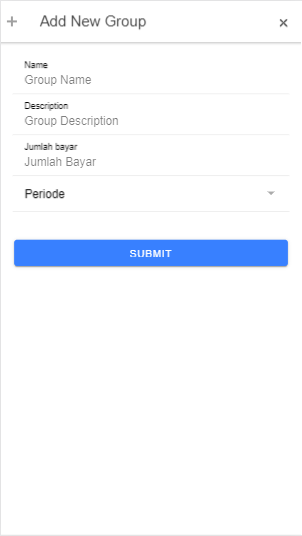 Add New Group
Name
Group Name
Description
Group Description
Jumlah bayar
Jumlah Bayar
Periode
SUBMIT